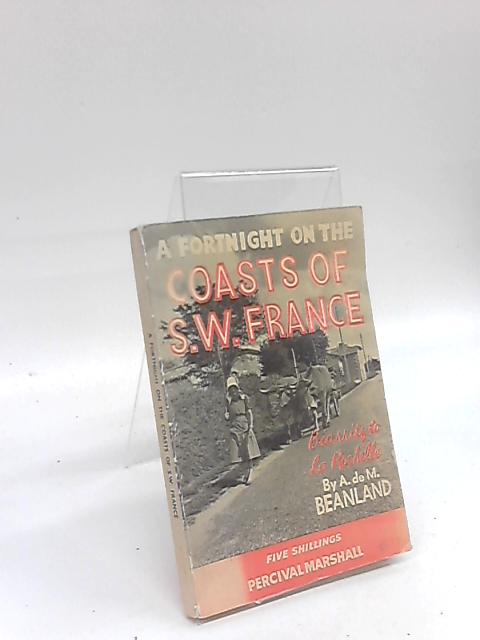 A FORTNIGHT ON THE
COASTS OF
S.W. FRANCE
to
La Rochelle
By A. de M.
BEANLAND
FIVE SHILLINGS
PERCIVAL MARSHALL
A FORTNIGHT ON THE COASTS OF S.W. FRANCE